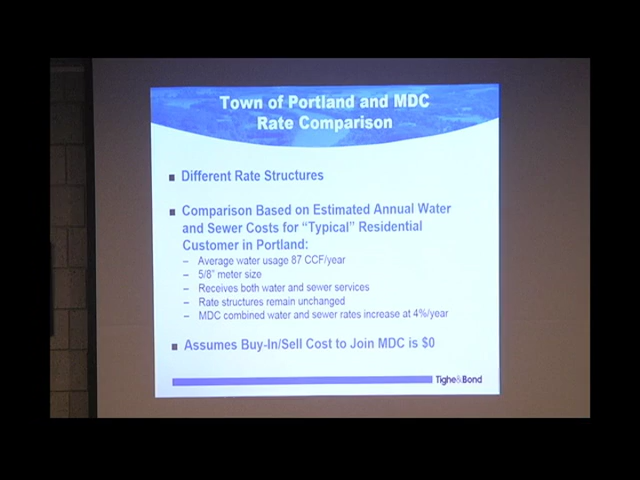 Town of Portland and MDC
Rate Comparison
■ Different Rate Structures
■ Comparison Based on Estimated Annual Water
and Sewer Costs for “Typical” Residential
Customer in Portland:
– Average water usage 87 CCF/year
– 5/8” meter size
– Receives both water and sewer services
– Rate structures remain unchanged
– MDC combined water and sewer rates increase at 4%/year
■ Assumes Buy-In/Sell Cost to Join MDC is $0
Tighe&Bond